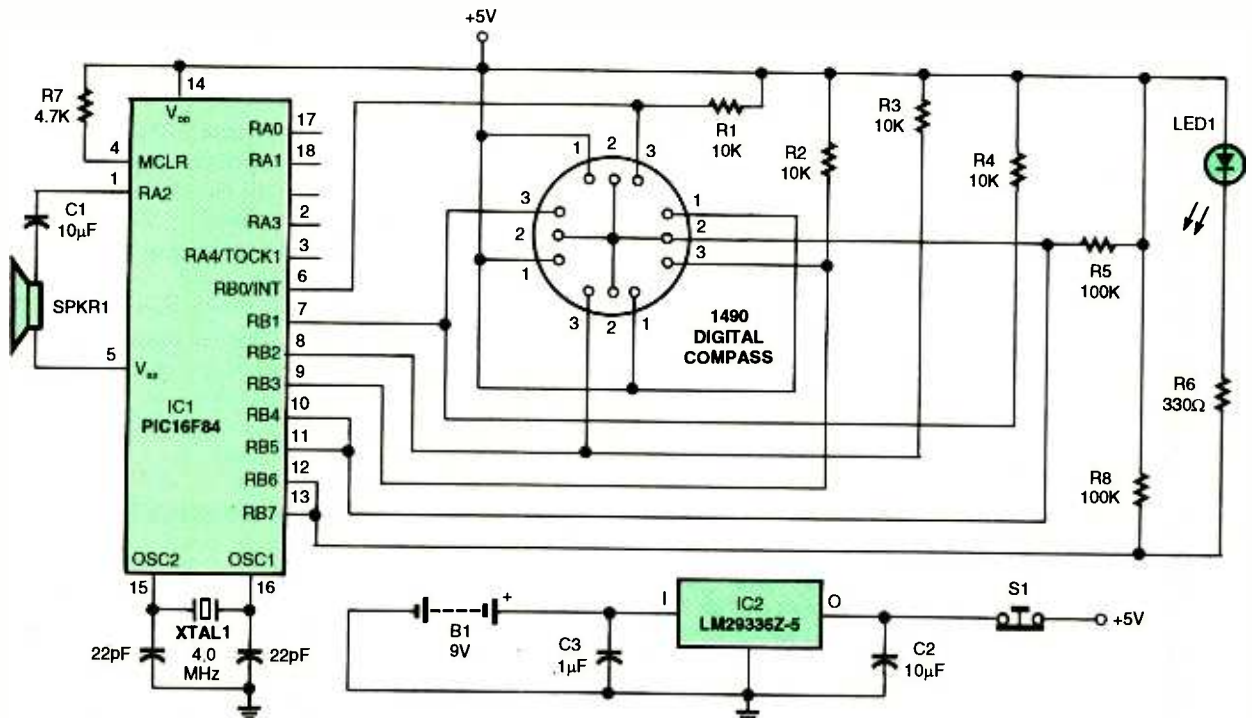 +5V
R7
4.7K
14
V_DD
RA0 17
4 MCLR
RA1 18
1 RA2
C1
10µF
RA3 2
RA4/TOCK1 3
SPKR1
RB0/INT 6
RB1 7
RB2 8
5 V_SS
RB3 9
IC1
PIC16F84
RB4 10
RB5 11
RB6 12
RB7 13
OSC2 OSC1
15 16
XTAL1
4.0
MHz
22pF 22pF
1 2 3
3 2 1
1 2 3
3 2 1
1490
DIGITAL
COMPASS
R1
10K
R2
10K
R3
10K
R4
10K
R5
100K
LED1
R6
330Ω
R8
100K
B1
9V
+
C3
.1µF
I
IC2
LM29336Z-5
O
C2
10µF
S1
+5V